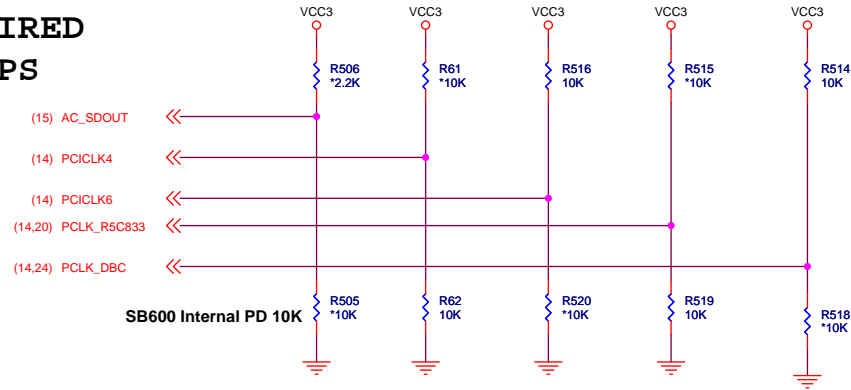 IRED
PS
VCC3 VCC3 VCC3 VCC3 VCC3
R506 R61 R516 R515 R514
*2.2K *10K 10K *10K 10K
(15) AC_SDOUT
(14) PCICLK4
(14) PCICLK6
(14,20) PCLK_R5C833
(14,24) PCLK_DBC
SB600 Internal PD 10K
R505 R62 R520 R519 R518
*10K 10K *10K 10K *10K